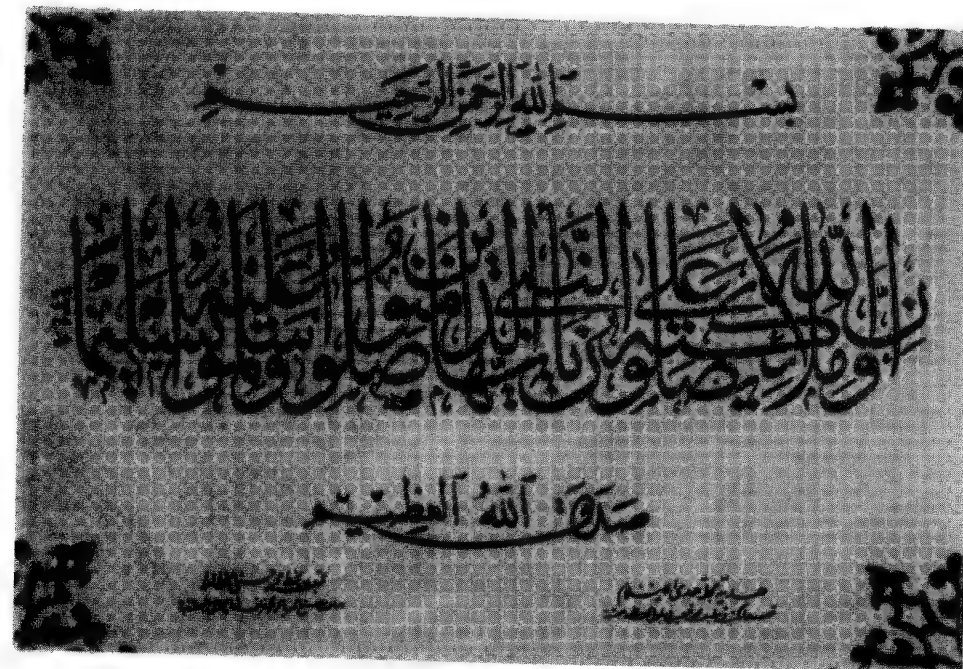 بسم الله الرحمن الرحيم
إن الله وملائكته يصلون على النبي يا أيها الذين آمنوا صلوا عليه وسلموا تسليما
صدق الله العظيم